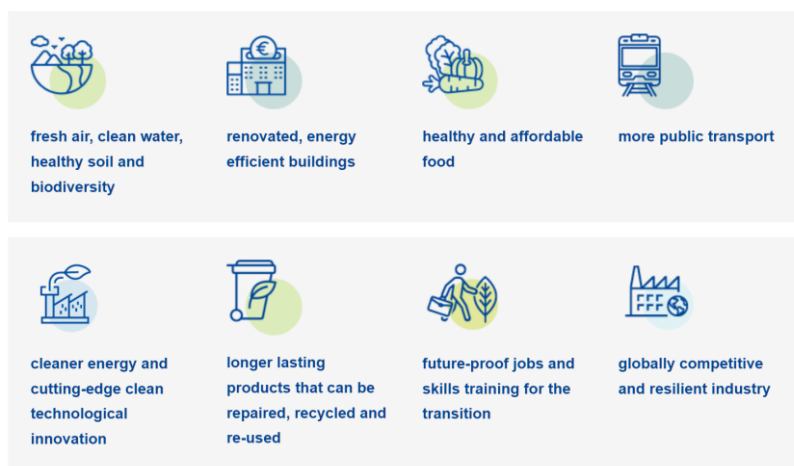 fresh air, clean water,
healthy soil and
biodiversity
renovated, energy
efficient buildings
healthy and affordable
food
more public transport
cleaner energy and
cutting-edge clean
technological
innovation
longer lasting
products that can be
repaired, recycled and
re-used
future-proof jobs and
skills training for the
transition
globally competitive
and resilient industry